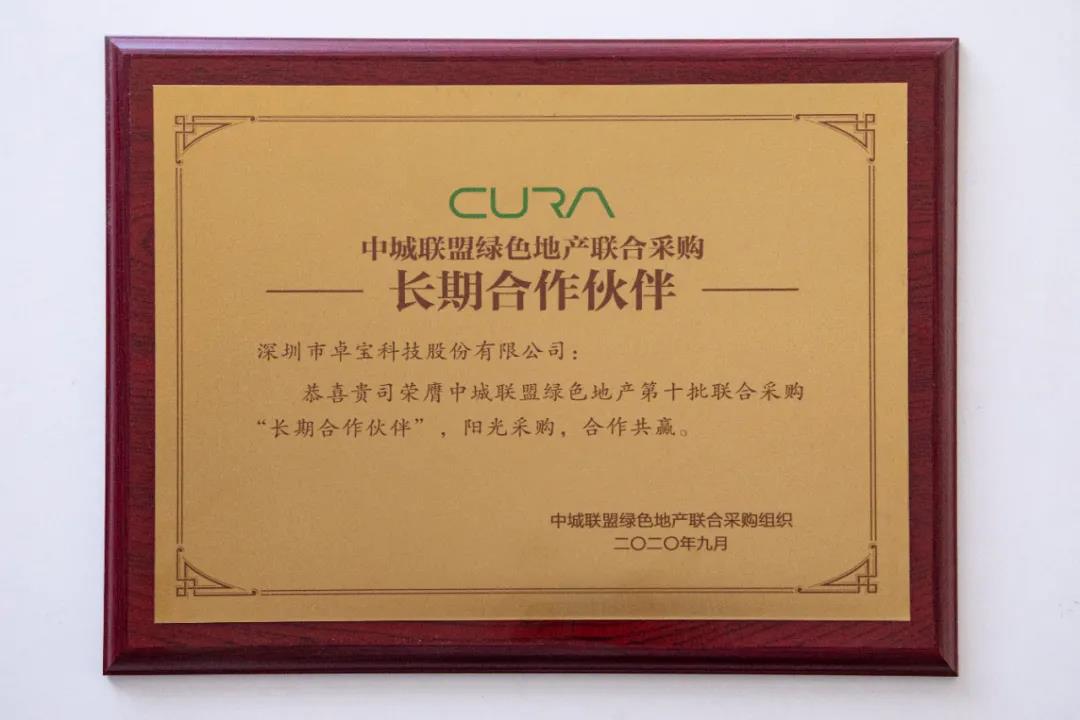 CURA
中城联盟绿色地产联合采购
长期合作伙伴
深圳市卓宝科技股份有限公司：
恭喜贵司荣膺中城联盟绿色地产第十批联合采购
“长期合作伙伴”，阳光采购，合作共赢。
中城联盟绿色地产联合采购组织
二〇二〇年九月